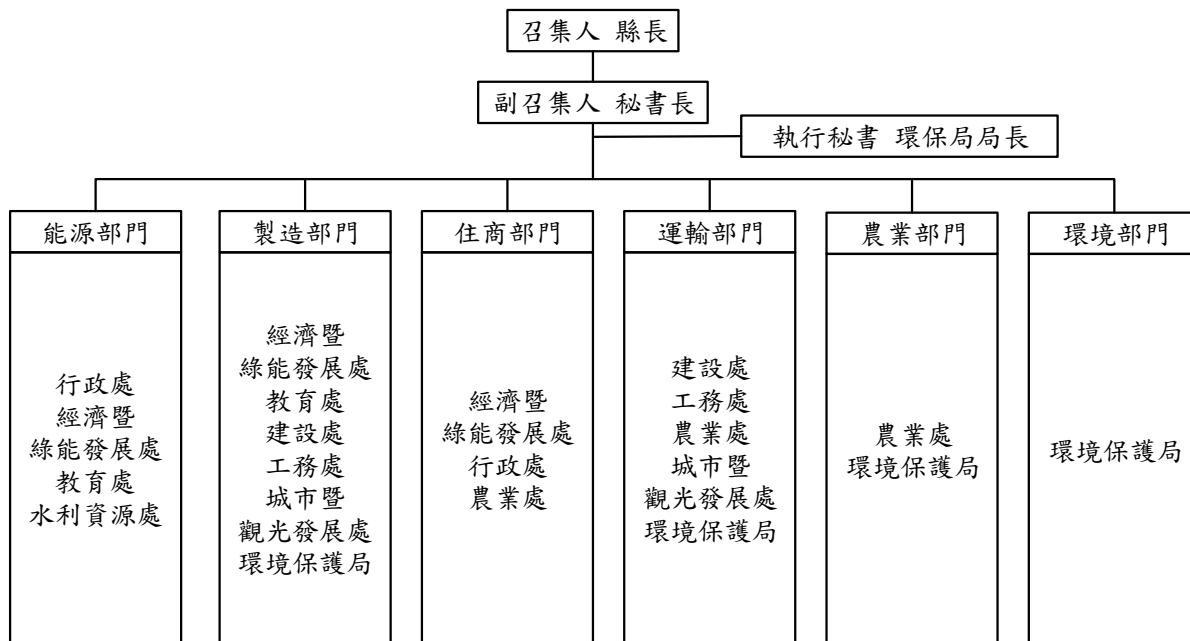 召集人 縣長
副召集人 秘書長
執行秘書 環保局局長
能源部門
行政處
經濟暨
綠能發展處
教育處
水利資源處
製造部門
經濟暨
綠能發展處
教育處
建設處
工務處
城市暨
觀光發展處
環境保護局
住商部門
經濟暨
綠能發展處
行政處
農業處
運輸部門
建設處
工務處
農業處
城市暨
觀光發展處
環境保護局
農業部門
農業處
環境保護局
環境部門
環境保護局